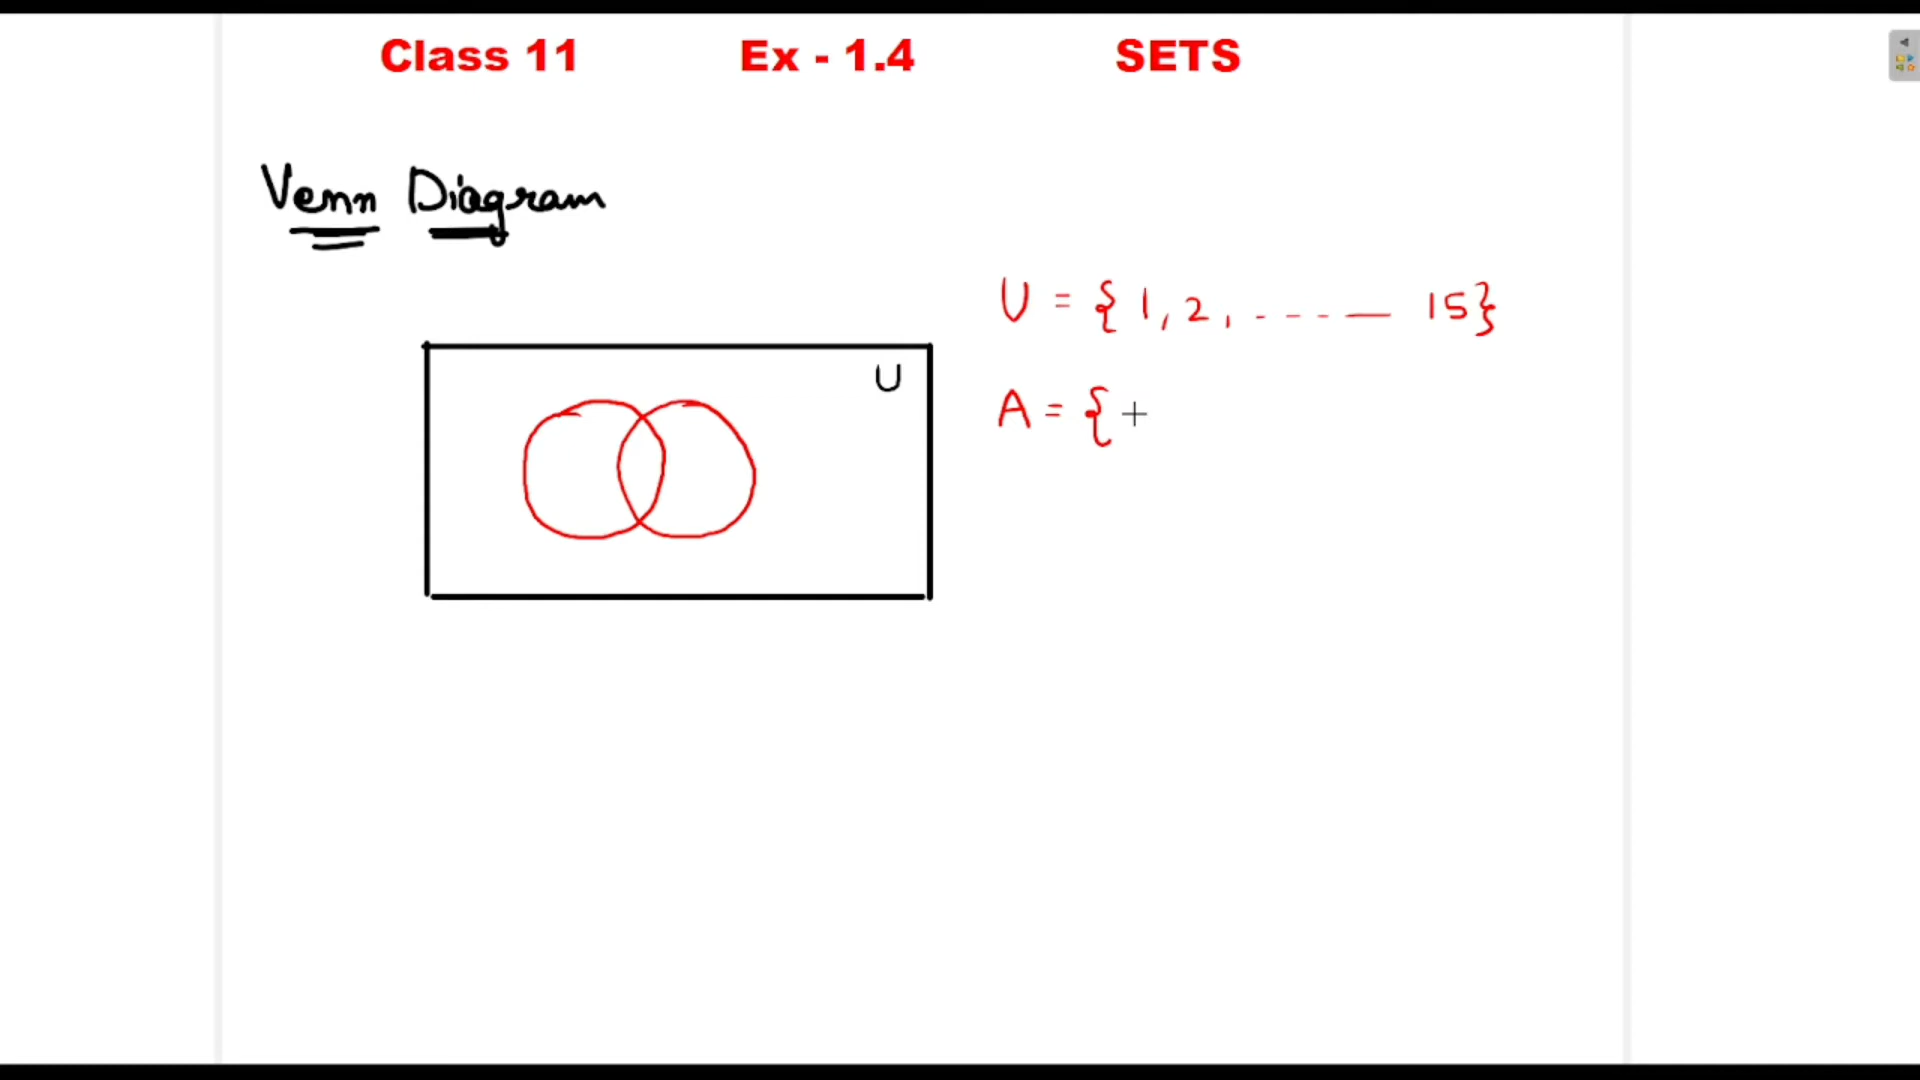 Class 11 Ex - 1.4 SETS
Venn Diagram
U = { 1, 2, ------ 15}
U
A = {